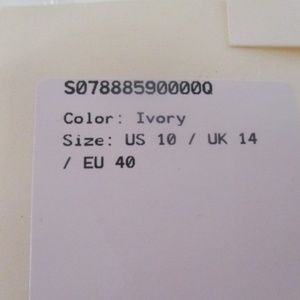 S07888590000Q
Color: Ivory
Size: US 10 / UK 14
/ EU 40